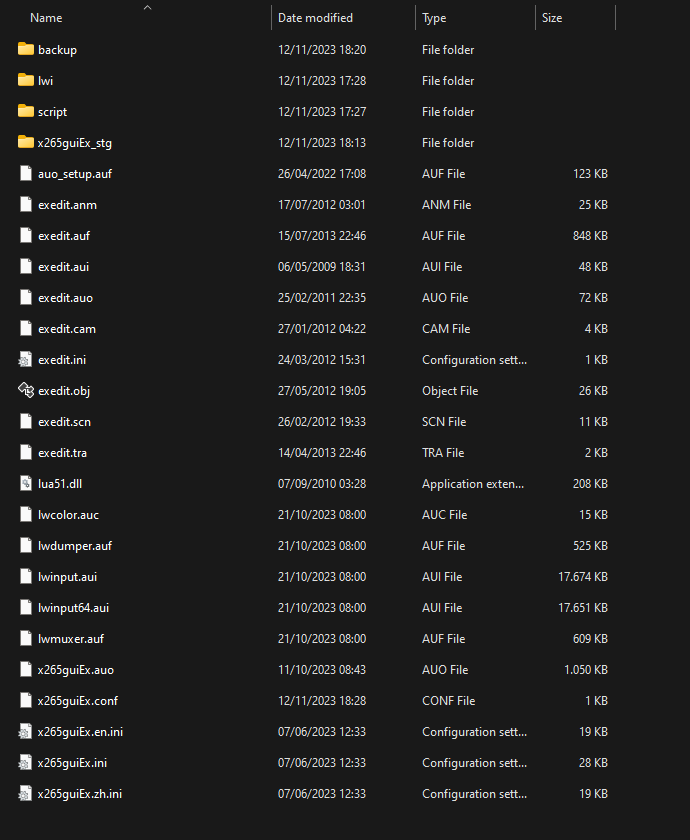 Name Date modified Type Size
backup 12/11/2023 18:20 File folder
lwi 12/11/2023 17:28 File folder
script 12/11/2023 17:27 File folder
x265guiEx_stg 12/11/2023 18:13 File folder
auo_setup.auf 26/04/2022 17:08 AUF File 123 KB
exedit.anm 17/07/2012 03:01 ANM File 25 KB
exedit.auf 15/07/2013 22:46 AUF File 848 KB
exedit.aui 06/05/2009 18:31 AUI File 48 KB
exedit.auo 25/02/2011 22:35 AUO File 72 KB
exedit.cam 27/01/2012 04:22 CAM File 4 KB
exedit.ini 24/03/2012 15:31 Configuration sett... 1 KB
exedit.obj 27/05/2012 19:05 Object File 26 KB
exedit.scn 26/02/2012 19:33 SCN File 11 KB
exedit.tra 14/04/2013 22:46 TRA File 2 KB
lua51.dll 07/09/2010 03:28 Application exten... 208 KB
lwcolor.auc 21/10/2023 08:00 AUC File 15 KB
lwdumper.auf 21/10/2023 08:00 AUF File 525 KB
lwinput.aui 21/10/2023 08:00 AUI File 17.674 KB
lwinput64.aui 21/10/2023 08:00 AUI File 17.651 KB
lwmuxer.auf 21/10/2023 08:00 AUF File 609 KB
x265guiEx.auo 11/10/2023 08:43 AUO File 1.050 KB
x265guiEx.conf 12/11/2023 18:28 CONF File 1 KB
x265guiEx.en.ini 07/06/2023 12:33 Configuration sett... 19 KB
x265guiEx.ini 07/06/2023 12:33 Configuration sett... 28 KB
x265guiEx.zh.ini 07/06/2023 12:33 Configuration sett... 19 KB